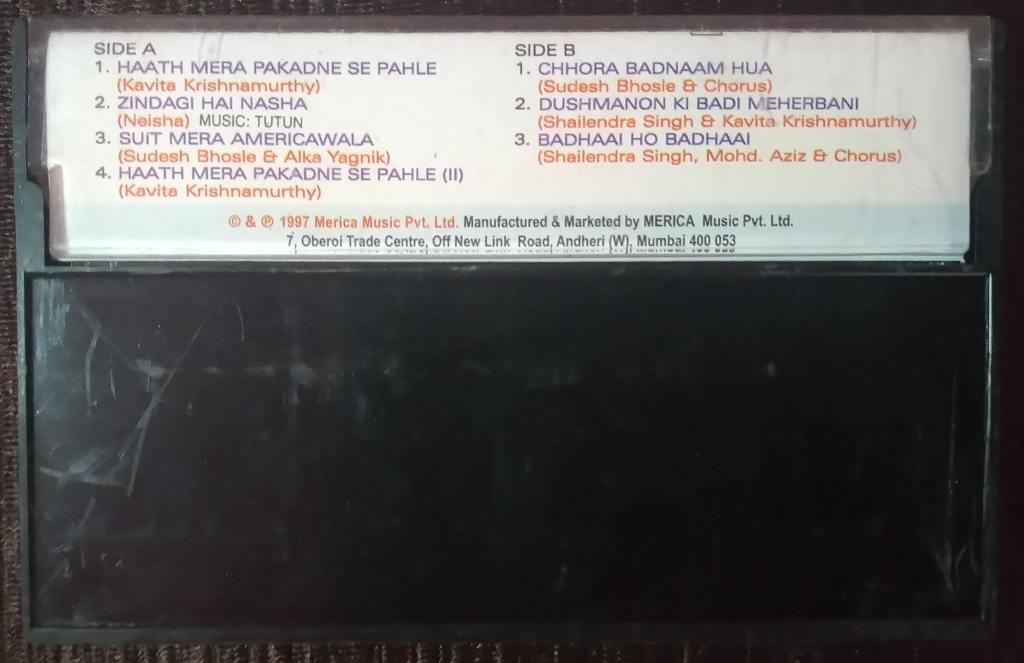 SIDE A
1. HAATH MERA PAKADNE SE PAHLE
(Kavita Krishnamurthy)
2. ZINDAGI HAI NASHA
(Neisha) MUSIC: TUTUN
3. SUIT MERA AMERICAWALA
(Sudesh Bhosle & Alka Yagnik)
4. HAATH MERA PAKADNE SE PAHLE (II)
(Kavita Krishnamurthy)
SIDE B
1. CHHORA BADNAAM HUA
(Sudesh Bhosle & Chorus)
2. DUSHMANON KI BADI MEHERBANI
(Shailendra Singh & Kavita Krishnamurthy)
3. BADHAAI HO BADHAAI
(Shailendra Singh, Mohd. Aziz & Chorus)
© & ℗ 1997 Merica Music Pvt. Ltd. Manufactured & Marketed by MERICA Music Pvt. Ltd.
7, Oberoi Trade Centre, Off New Link Road, Andheri (W), Mumbai 400 053